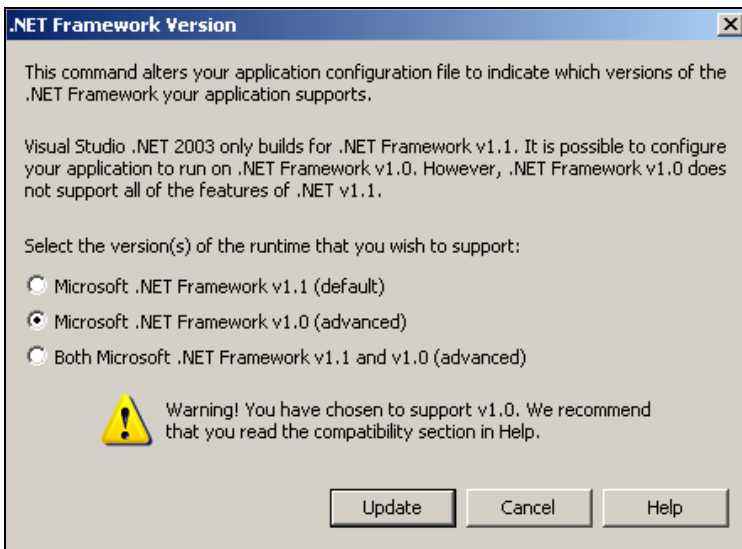 .NET Framework Version
This command alters your application configuration file to indicate which versions of the
.NET Framework your application supports.
Visual Studio .NET 2003 only builds for .NET Framework v1.1. It is possible to configure
your application to run on .NET Framework v1.0. However, .NET Framework v1.0 does
not support all of the features of .NET v1.1.
Select the version(s) of the runtime that you wish to support:
Microsoft .NET Framework v1.1 (default)
Microsoft .NET Framework v1.0 (advanced)
Both Microsoft .NET Framework v1.1 and v1.0 (advanced)
Warning! You have chosen to support v1.0. We recommend
that you read the compatibility section in Help.
Update Cancel Help